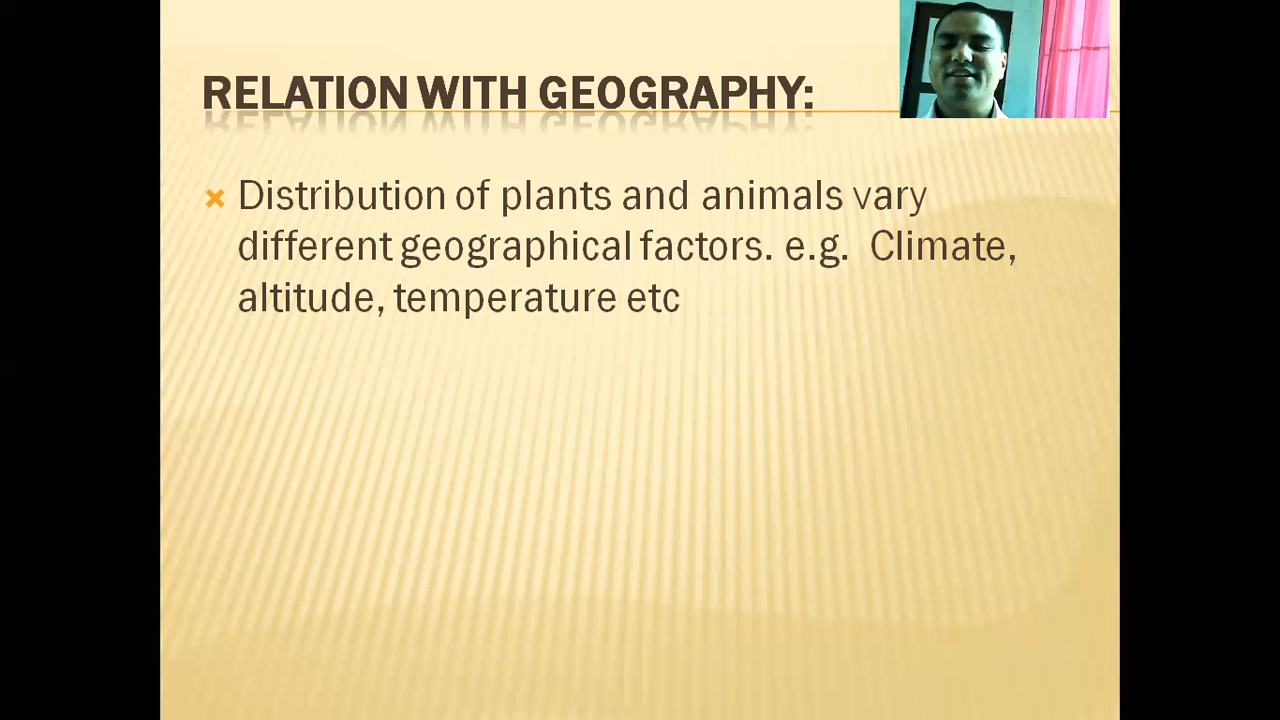 RELATION WITH GEOGRAPHY:
Distribution of plants and animals vary
different geographical factors. e.g. Climate,
altitude, temperature etc